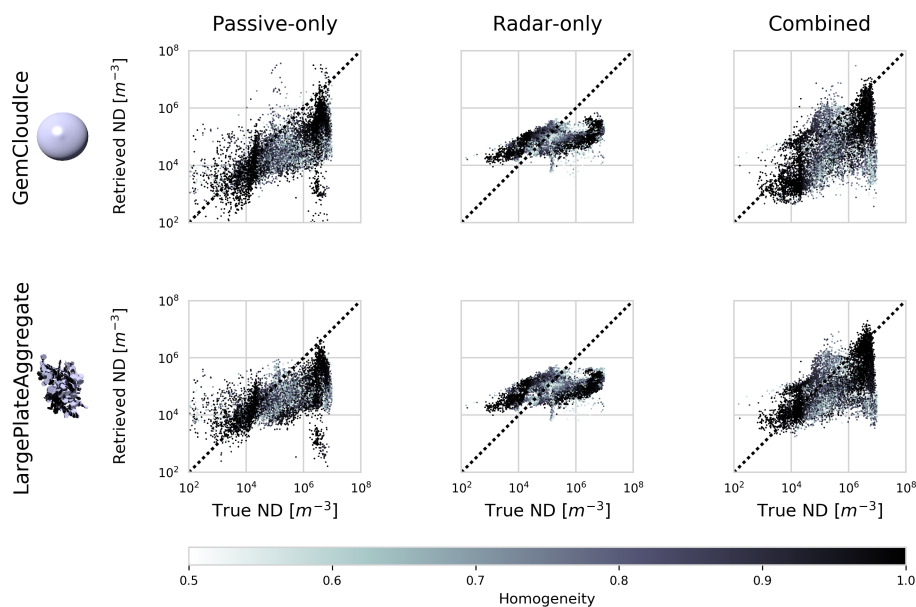 Passive-only Radar-only Combined
GemCloudIce
Retrieved ND [m⁻³]
10⁸
10⁶
10⁴
10²
LargePlateAggregate
Retrieved ND [m⁻³]
10⁸
10⁶
10⁴
10²
10² 10⁴ 10⁶ 10⁸ 10² 10⁴ 10⁶ 10⁸ 10² 10⁴ 10⁶ 10⁸
True ND [m⁻³] True ND [m⁻³] True ND [m⁻³]
0.5 0.6 0.7 0.8 0.9 1.0
Homogeneity